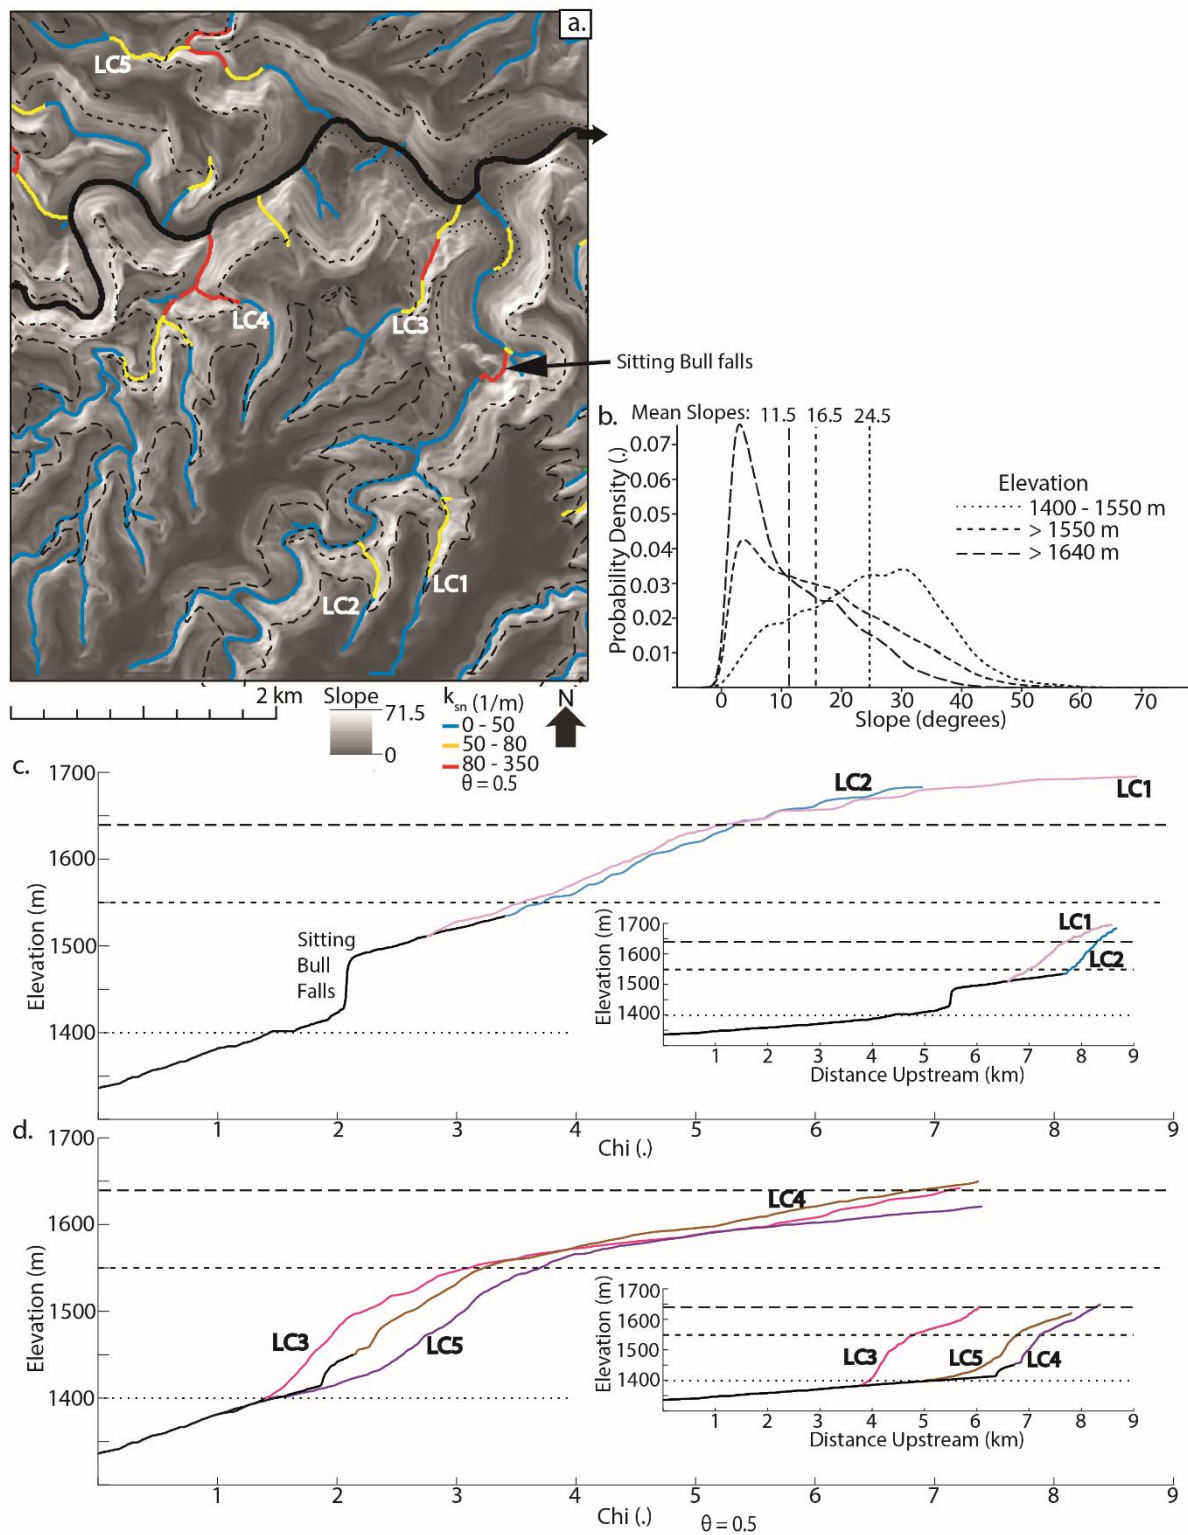 a.
LC5
LC4
LC3
LC2
LC1
Sitting Bull falls
2 km
Slope
71.5
0
k_sn (1/m)
0 - 50
50 - 80
80 - 350
θ = 0.5
N
b.
Mean Slopes: 11.5 16.5 24.5
Probability Density (.)
0.07
0.06
0.05
0.04
0.03
0.02
0.01
0 10 20 30 40 50 60 70
Slope (degrees)
Elevation
1400 - 1550 m
> 1550 m
> 1640 m
c.
Elevation (m)
1700
1600
1500
1400
LC2
LC1
Sitting
Bull
Falls
1 2 3 4 5 6 7 8 9
Chi (.)
Elevation (m)
1700
1600
1500
1400
LC1
LC2
1 2 3 4 5 6 7 8 9
Distance Upstream (km)
d.
Elevation (m)
1700
1600
1500
1400
LC4
LC3
LC5
1 2 3 4 5 6 7 8 9
Chi (.)
θ = 0.5
Elevation (m)
1700
1600
1500
1400
LC3
LC5
LC4
1 2 3 4 5 6 7 8 9
Distance Upstream (km)